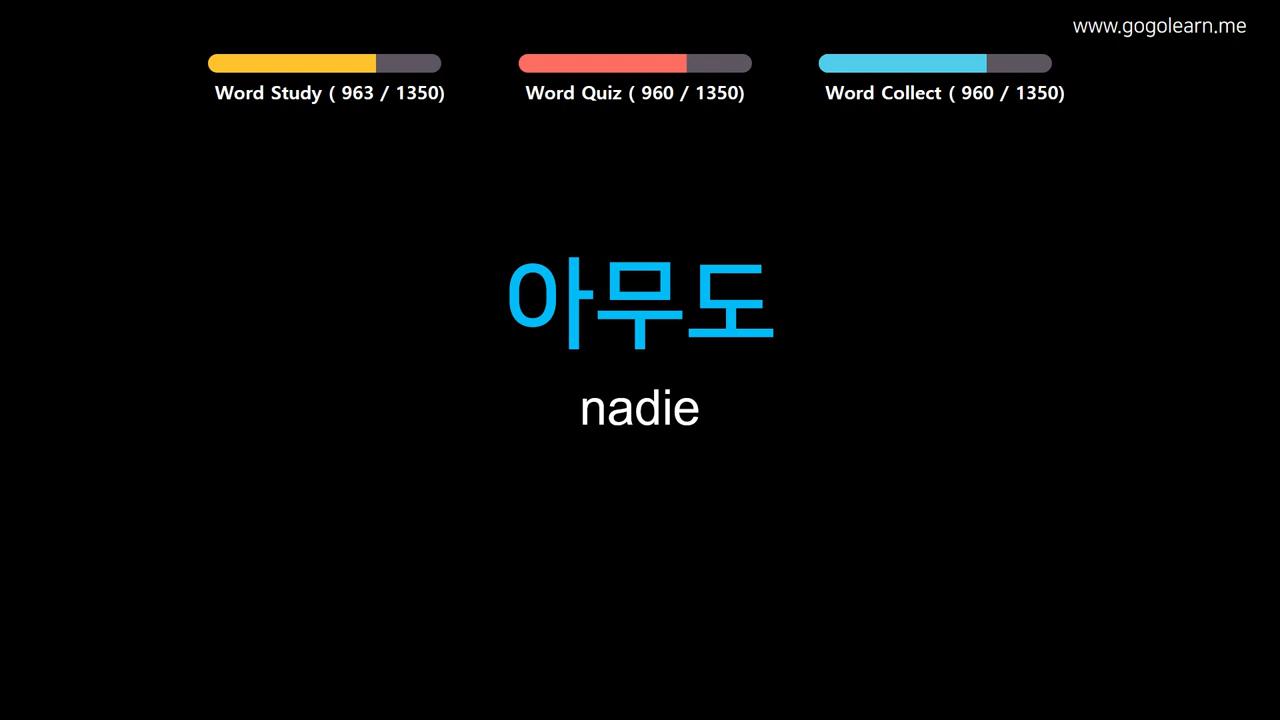 www.gogolearn.me
Word Study ( 963 / 1350)
Word Quiz ( 960 / 1350)
Word Collect ( 960 / 1350)
아무도
nadie